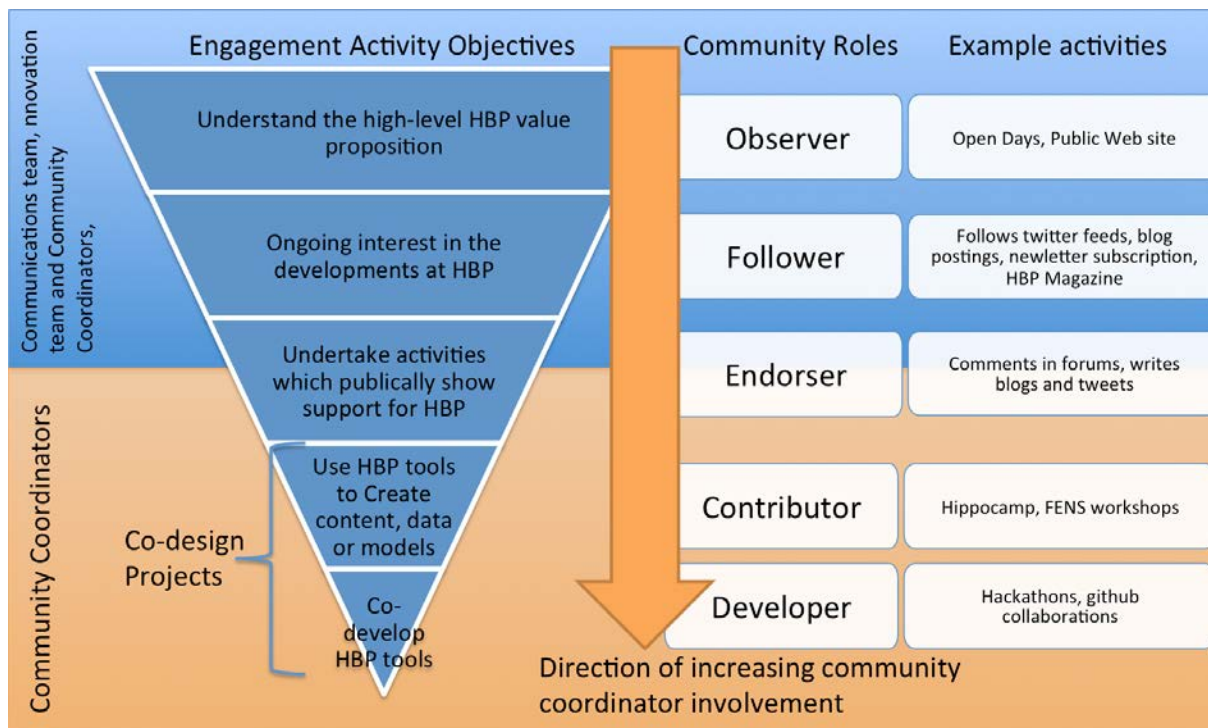 Engagement Activity Objectives
Community Roles
Example activities
Communications team, nnovation
team and Community
Coordinators,
Understand the high-level HBP value
proposition
Observer
Open Days, Public Web site
Ongoing interest in the
developments at HBP
Follower
Follows twitter feeds, blog
postings, newletter subscription,
HBP Magazine
Undertake activities
which publically show
support for HBP
Endorser
Comments in forums, writes
blogs and tweets
Community Coordinators
Co-design
Projects
Use HBP tools
to Create
content, data
or models
Contributor
Hippocamp, FENS workshops
Co-
develop
HBP tools
Developer
Hackathons, github
collaborations
Direction of increasing community
coordinator involvement